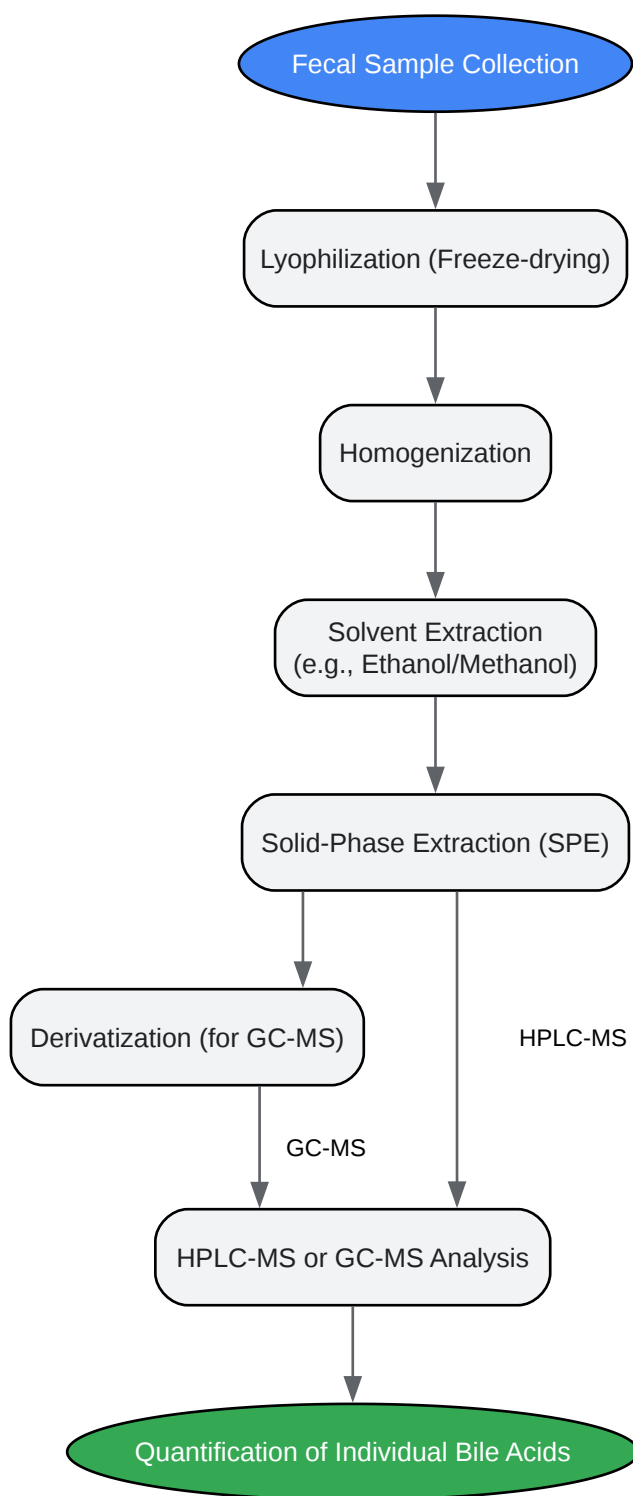 Fecal Sample Collection
Lyophilization (Freeze-drying)
Homogenization
Solvent Extraction
(e.g., Ethanol/Methanol)
Solid-Phase Extraction (SPE)
Derivatization (for GC-MS)
HPLC-MS
GC-MS
HPLC-MS or GC-MS Analysis
Quantification of Individual Bile Acids